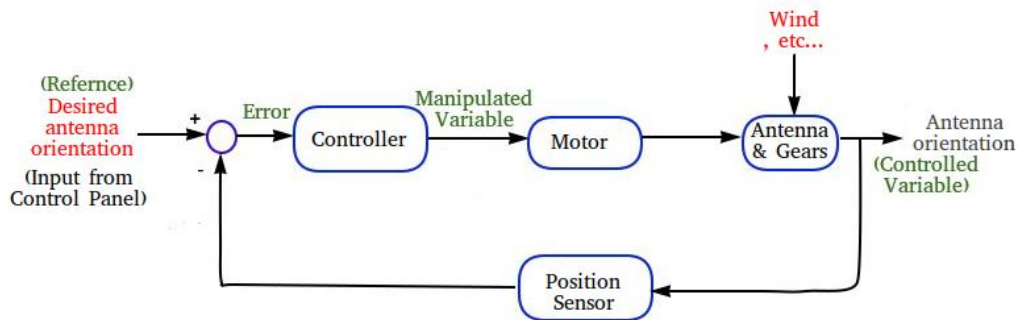 Wind
, etc...
(Refernce)
Desired
antenna
orientation
(Input from
Control Panel)
+
-
Error
Controller
Manipulated
Variable
Motor
Antenna
& Gears
Antenna
orientation
(Controlled
Variable)
Position
Sensor